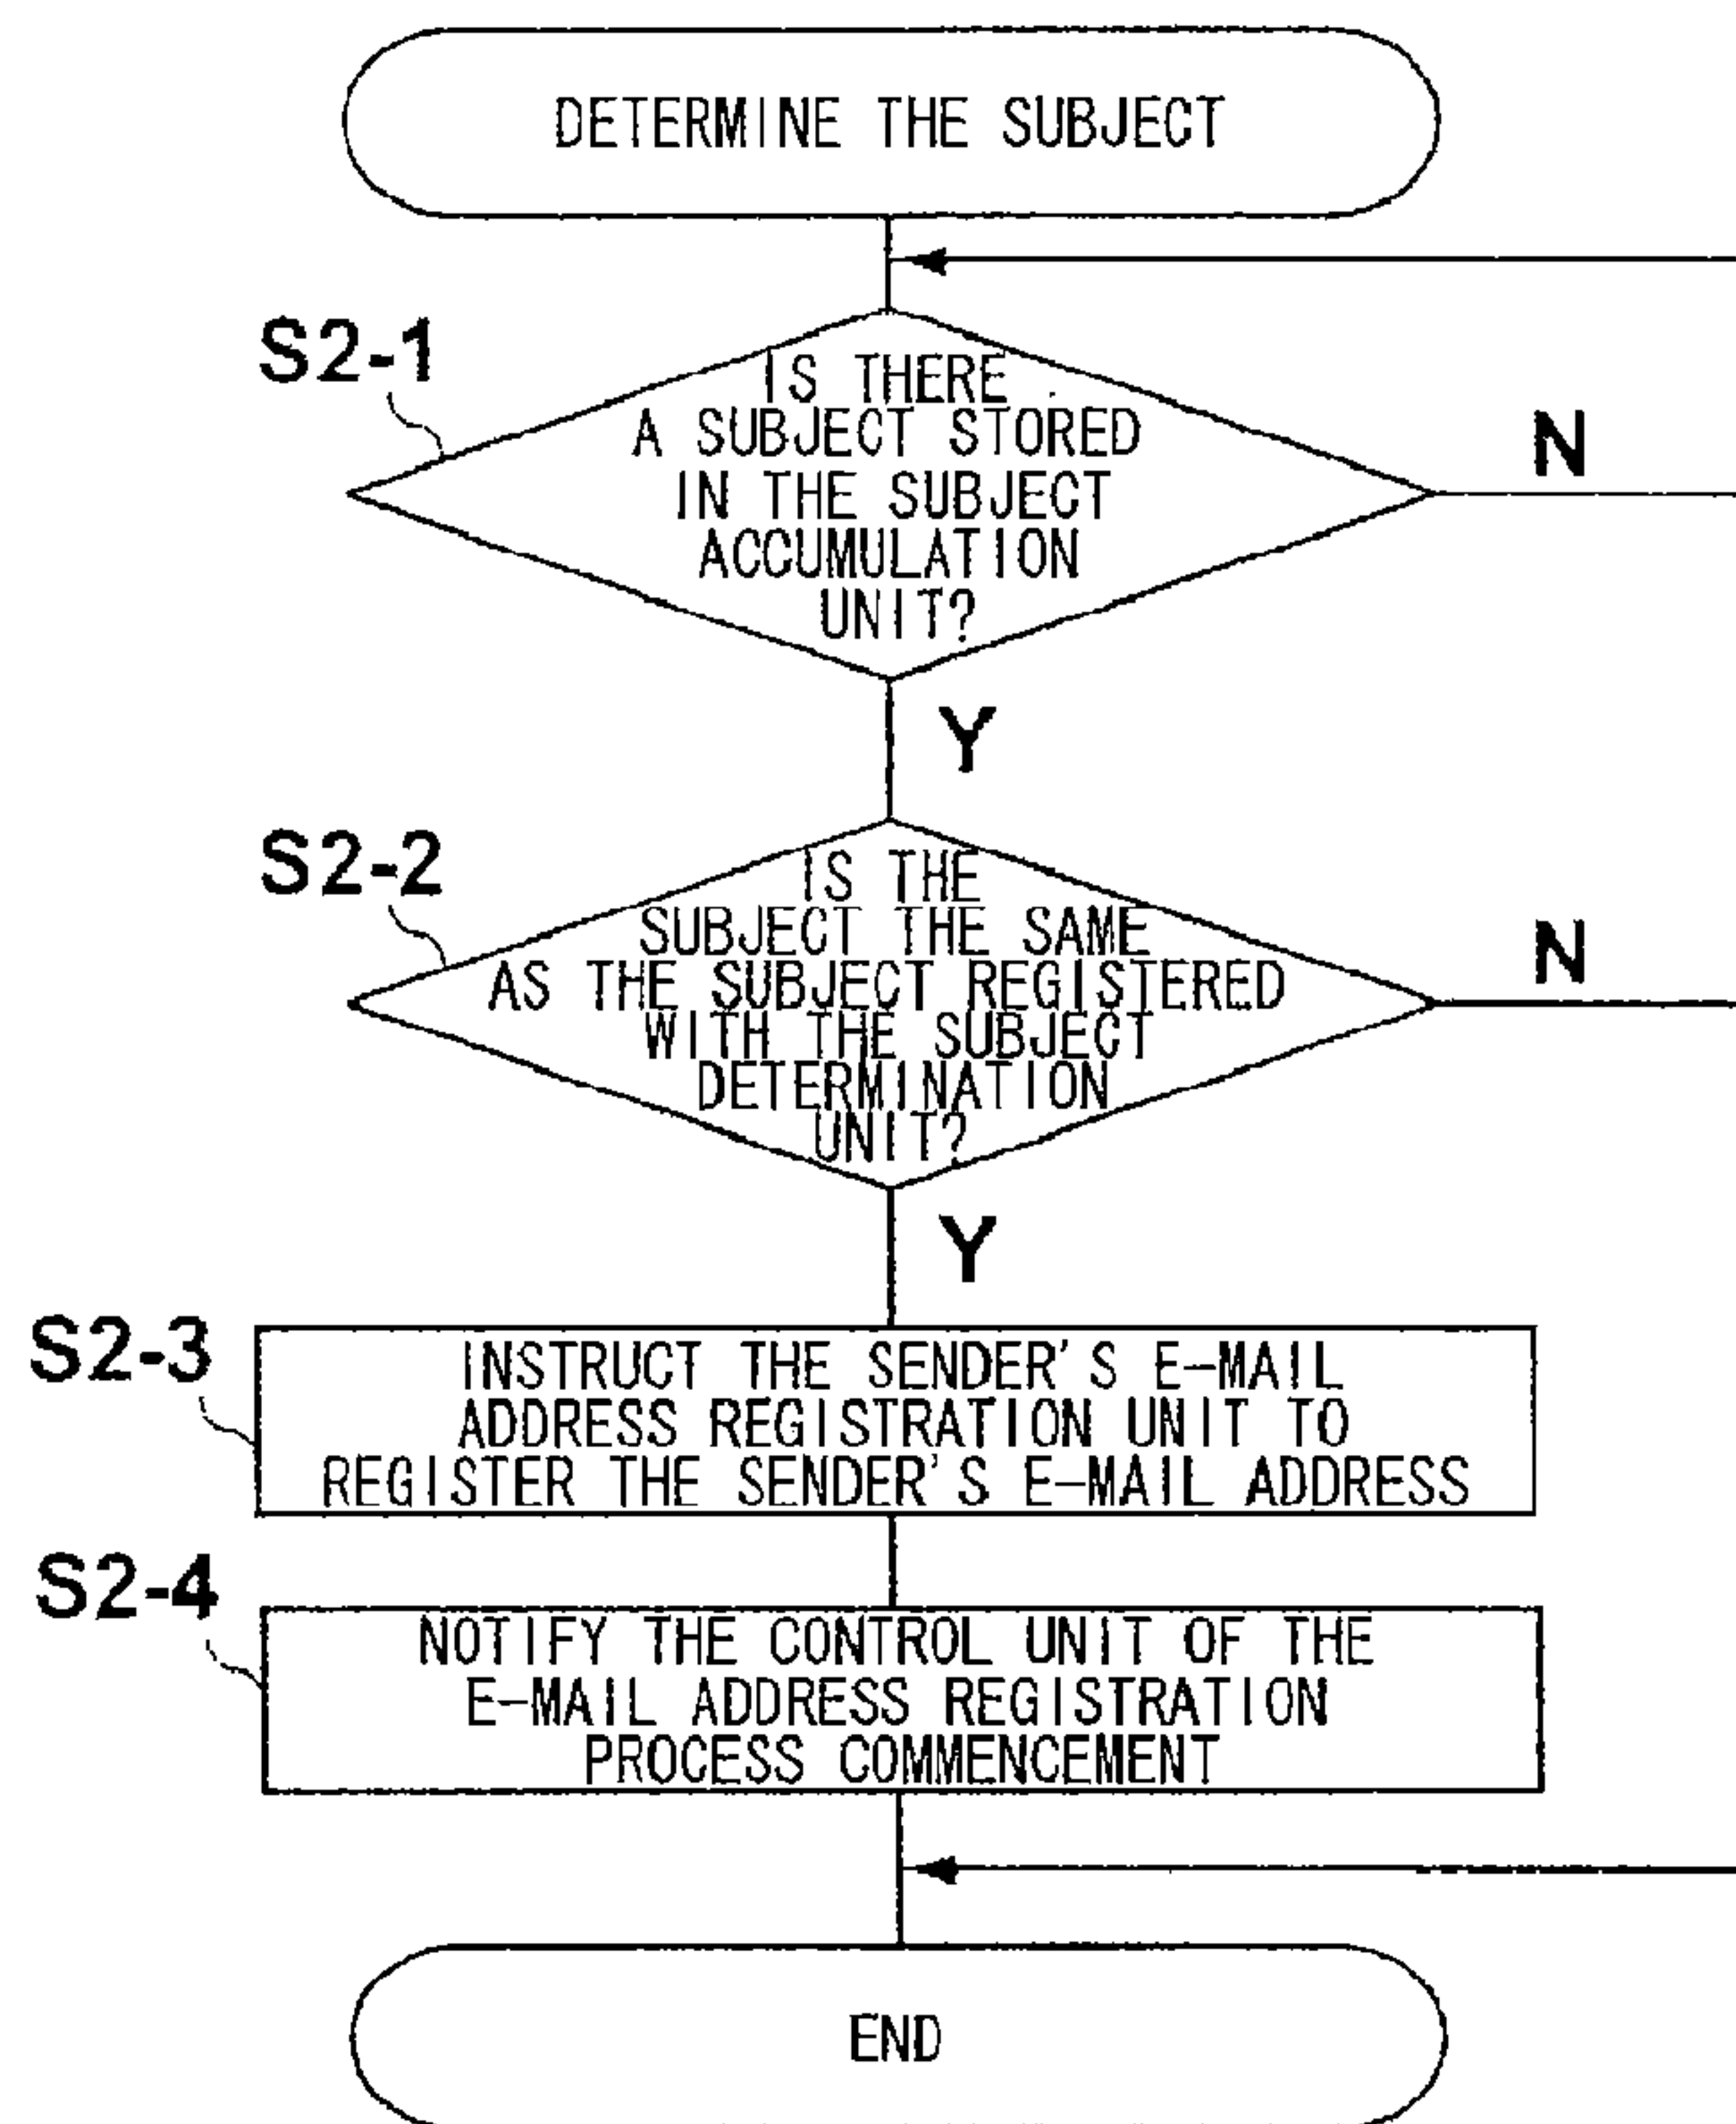 DETERMINE THE SUBJECT
S2-1
IS THERE
A SUBJECT STORED
IN THE SUBJECT
ACCUMULATION
UNIT?
N
Y
S2-2
IS THE
SUBJECT THE SAME
AS THE SUBJECT REGISTERED
WITH THE SUBJECT
DETERMINATION
UNIT?
N
Y
S2-3
INSTRUCT THE SENDER'S E-MAIL
ADDRESS REGISTRATION UNIT TO
REGISTER THE SENDER'S E-MAIL ADDRESS
S2-4
NOTIFY THE CONTROL UNIT OF THE
E-MAIL ADDRESS REGISTRATION
PROCESS COMMENCEMENT
END